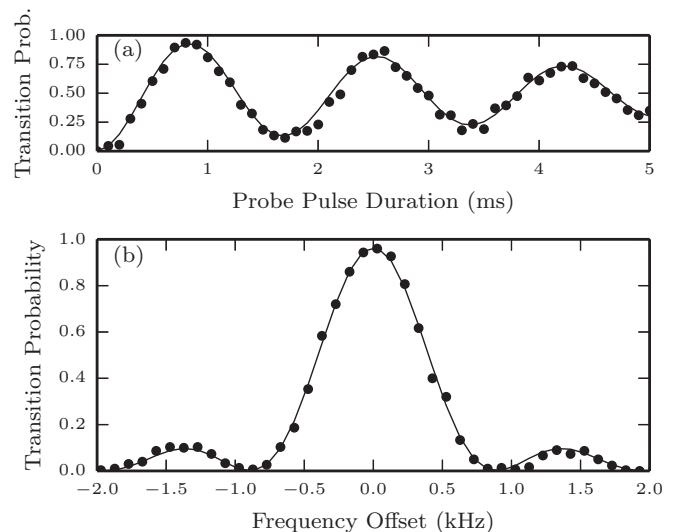 Transition Prob.
1.00
0.75
0.50
0.25
0.00
(a)
0 1 2 3 4 5
Probe Pulse Duration (ms)
Transition Probability
1.0
0.8
0.6
0.4
0.2
0.0
(b)
−2.0 −1.5 −1.0 −0.5 0.0 0.5 1.0 1.5 2.0
Frequency Offset (kHz)